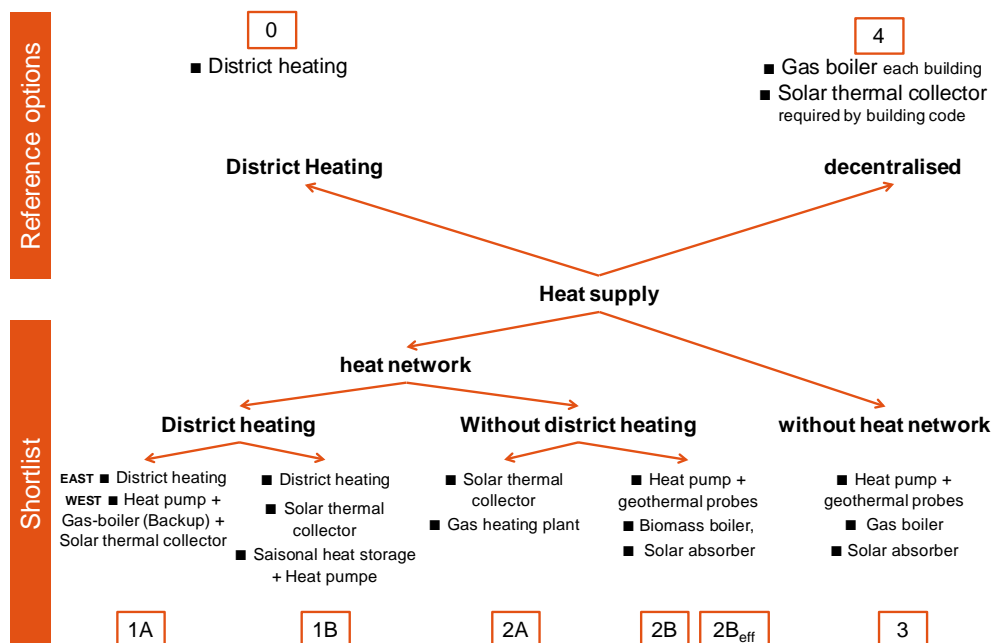 Reference options
0
■ District heating
4
■ Gas boiler each building
■ Solar thermal collector
required by building code
District Heating
decentralised
Heat supply
Shortlist
heat network
District heating
Without district heating
without heat network
EAST ■ District heating
WEST ■ Heat pump +
Gas-boiler (Backup) +
Solar thermal collector
■ District heating
■ Solar thermal
collector
■ Saisonal heat storage
+ Heat pumpe
■ Solar thermal
collector
■ Gas heating plant
■ Heat pump +
geothermal probes
■ Biomass boiler,
■ Solar absorber
■ Heat pump +
geothermal probes
■ Gas boiler
■ Solar absorber
1A
1B
2A
2B
2Beff
3